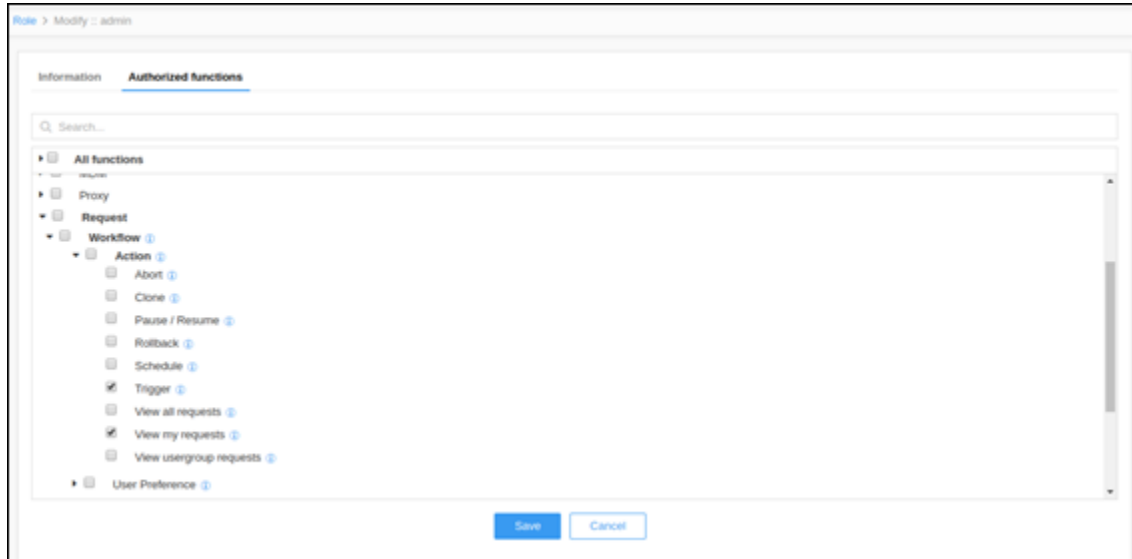 Role > Modify :: admin
Information Authorized functions
Search...
All functions
MDM
Proxy
Request
Workflow
Action
Abort
Clone
Pause / Resume
Rollback
Schedule
Trigger
View all requests
View my requests
View usergroup requests
User Preference
Save Cancel